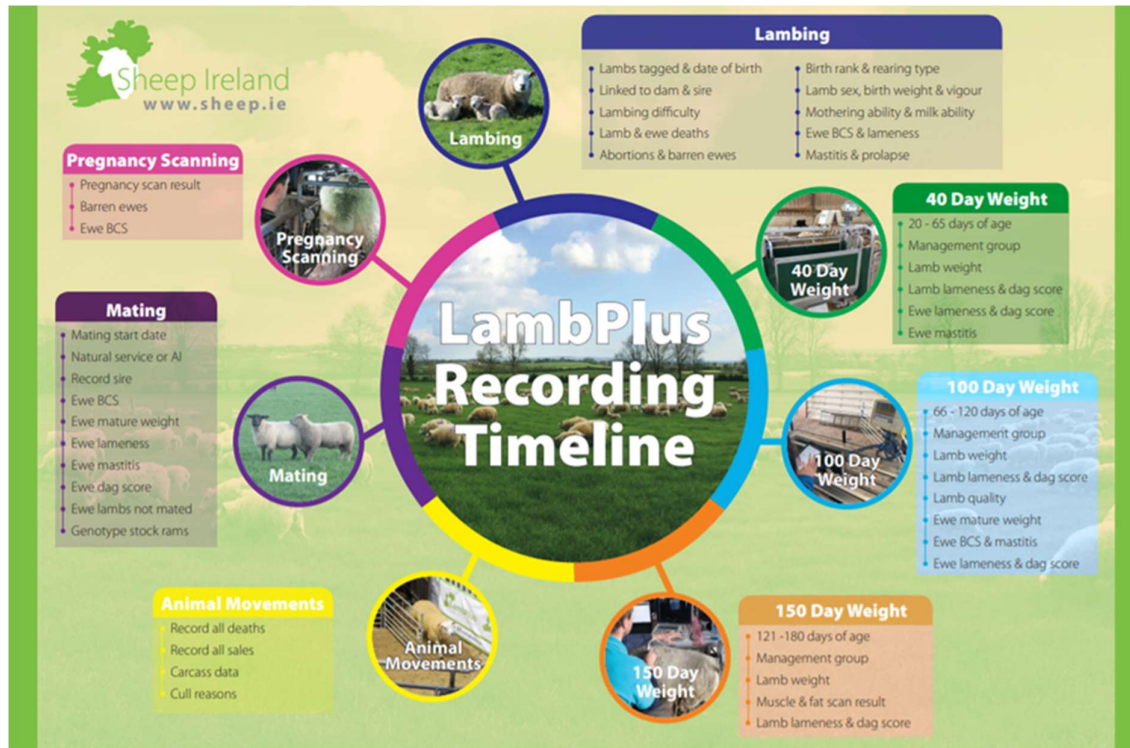 Sheep Ireland
www.sheep.ie
Lambing
Lambing
Lambs tagged & date of birth
Linked to dam & sire
Lambing difficulty
Lamb & ewe deaths
Abortions & barren ewes
Birth rank & rearing type
Lamb sex, birth weight & vigour
Mothering ability & milk ability
Ewe BCS & lameness
Mastitis & prolapse
Pregnancy Scanning
Pregnancy scan result
Barren ewes
Ewe BCS
Pregnancy
Scanning
40 Day
Weight
40 Day Weight
20 - 65 days of age
Management group
Lamb weight
Lamb lameness & dag score
Ewe lameness & dag score
Ewe mastitis
LambPlus
Recording
Timeline
Mating
Mating start date
Natural service or AI
Record sire
Ewe BCS
Ewe mature weight
Ewe lameness
Ewe mastitis
Ewe dag score
Ewe lambs not mated
Genotype stock rams
Mating
100 Day
Weight
100 Day Weight
66 - 120 days of age
Management group
Lamb weight
Lamb lameness & dag score
Lamb quality
Ewe mature weight
Ewe BCS & mastitis
Ewe lameness & dag score
Animal Movements
Record all deaths
Record all sales
Carcass data
Cull reasons
Animal
Movements
150 Day
Weight
150 Day Weight
121 -180 days of age
Management group
Lamb weight
Muscle & fat scan result
Lamb lameness & dag score